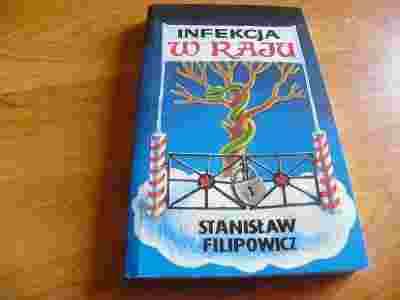 INFEKCJA
W RAJU
STANISŁAW
FILIPOWICZ